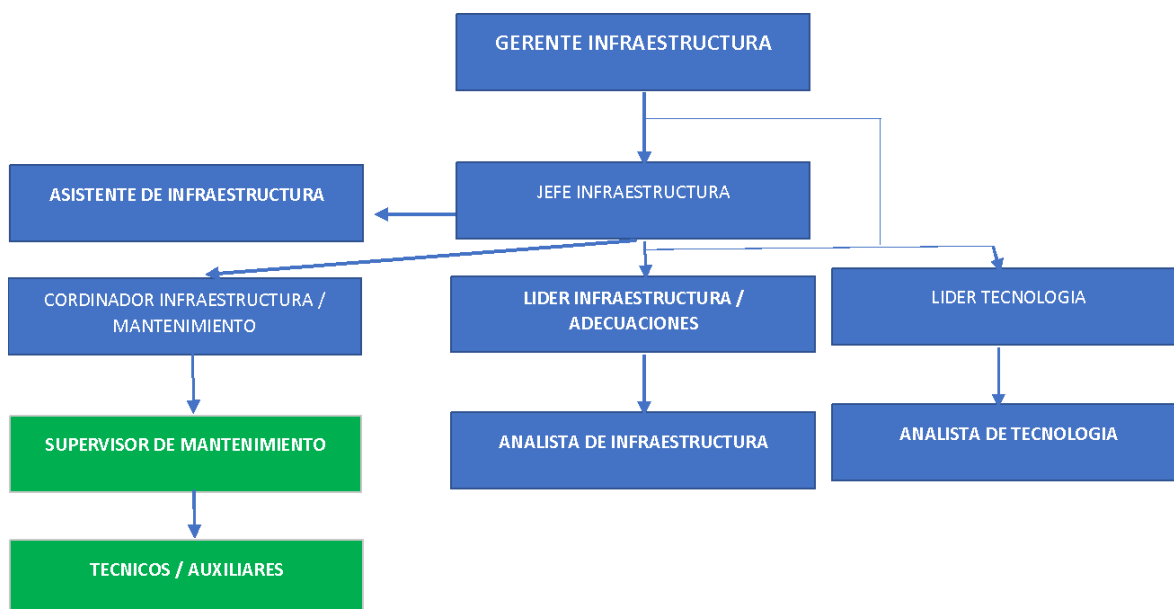 GERENTE INFRAESTRUCTURA
ASISTENTE DE INFRAESTRUCTURA
JEFE INFRAESTRUCTURA
CORDINADOR INFRAESTRUCTURA /
MANTENIMIENTO
LIDER INFRAESTRUCTURA /
ADECUACIONES
LIDER TECNOLOGIA
SUPERVISOR DE MANTENIMIENTO
ANALISTA DE INFRAESTRUCTURA
ANALISTA DE TECNOLOGIA
TECNICOS / AUXILIARES